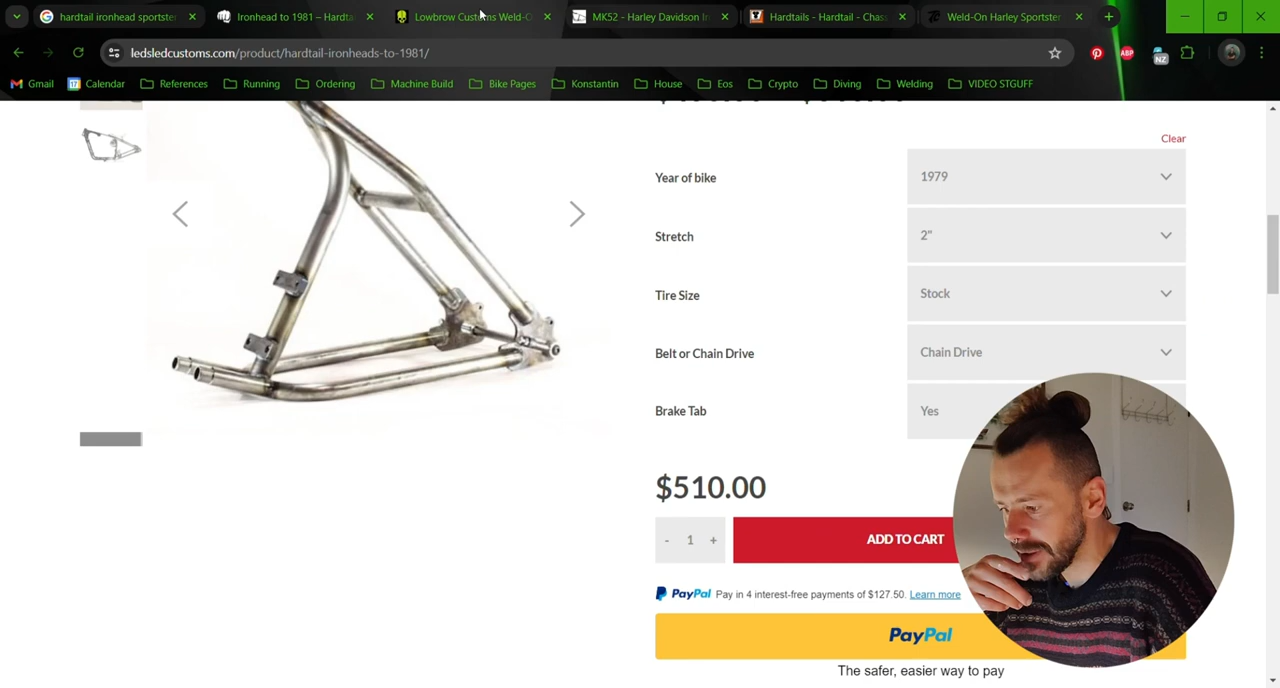 hardtail ironhead sportster
Ironhead to 1981 – Hardta
Lowbrow Customs Weld-O
MK52 - Harley Davidson In
Hardtails - Hardtail - Chass
Weld-On Harley Sportster
ledsledcustoms.com/product/hardtail-ironheads-to-1981/
ABP
NZ
Gmail
17
Calendar
References
Running
Ordering
Machine Build
Bike Pages
Konstantin
House
Eos
Crypto
Diving
Welding
VIDEO STGUFF
Clear
Year of bike
1979
Stretch
2"
Tire Size
Stock
Belt or Chain Drive
Chain Drive
Brake Tab
Yes
$510.00
- 1 +
ADD TO CART
PayPal Pay in 4 interest-free payments of $127.50. Learn more
PayPal
The safer, easier way to pay